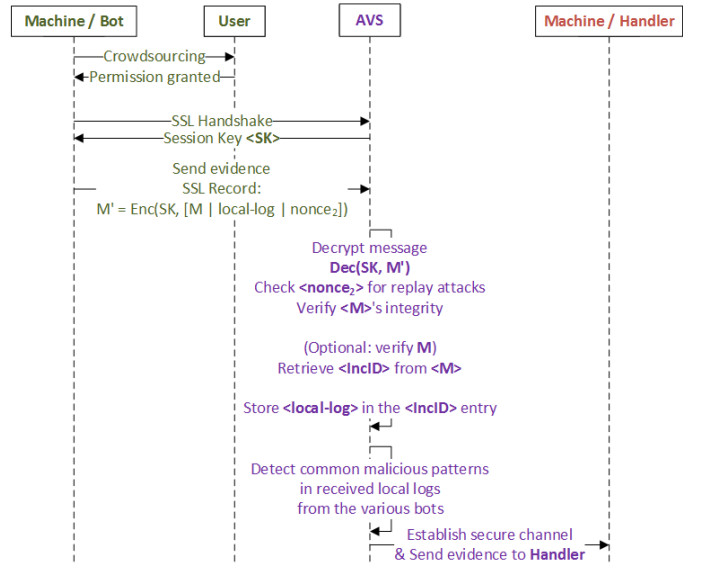 Machine / Bot
User
AVS
Machine / Handler
Crowdsourcing
Permission granted
SSL Handshake
Session Key <SK>
Send evidence
SSL Record:
M' = Enc(SK, [M | local-log | nonce₂])
Decrypt message
Dec(SK, M')
Check <nonce₂> for replay attacks
Verify <M>'s integrity
(Optional: verify M)
Retrieve <IncID> from <M>
Store <local-log> in the <IncID> entry
Detect common malicious patterns
in received local logs
from the various bots
Establish secure channel
& Send evidence to Handler